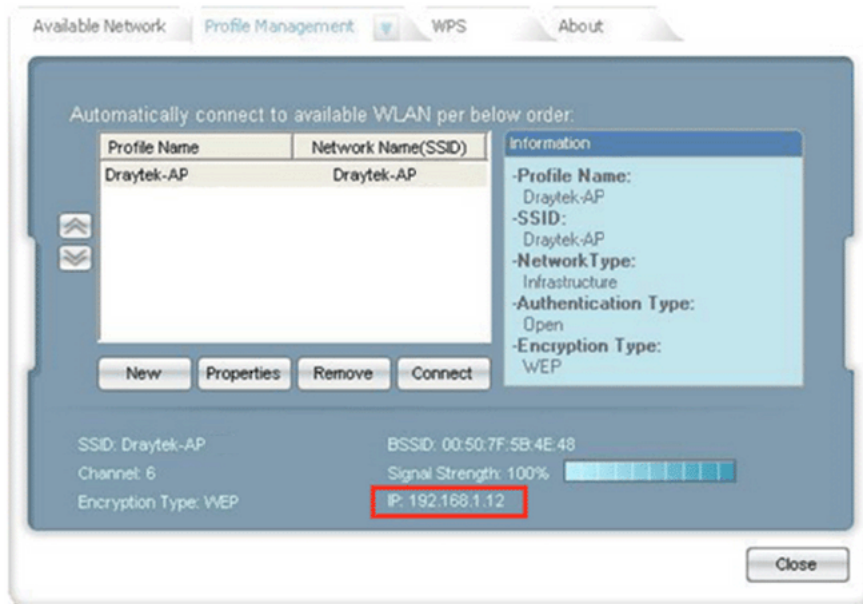 Available Network
Profile Management
WPS
About
Automatically connect to available WLAN per below order:
Profile Name
Network Name(SSID)
Draytek-AP
Draytek-AP
New
Properties
Remove
Connect
Information
-Profile Name:
Draytek-AP
-SSID:
Draytek-AP
-NetworkType:
Infrastructure
-Authentication Type:
Open
-Encryption Type:
WEP
SSID: Draytek-AP
Channel: 6
Encryption Type: WEP
BSSID: 00:50:7F:5B:4E:48
Signal Strength: 100%
IP: 192.168.1.12
Close